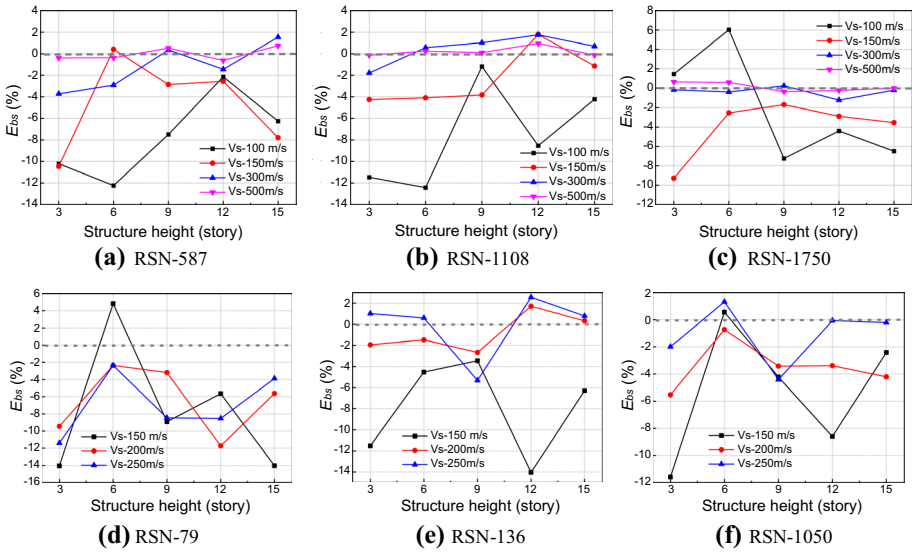 4
2
0
-2
-4
-6
-8
-10
-12
-14
E_bs (%)
Vs-100 m/s
Vs-150m/s
Vs-300m/s
Vs-500m/s
3 6 9 12 15
Structure height (story)
(a) RSN-587
4
2
0
-2
-4
-6
-8
-10
-12
-14
E_bs (%)
Vs-100 m/s
Vs-150m/s
Vs-300m/s
Vs-500m/s
3 6 9 12 15
Structure height (story)
(b) RSN-1108
8
6
4
2
0
-2
-4
-6
-8
-10
-12
E_bs (%)
Vs-100 m/s
Vs-150m/s
Vs-300m/s
Vs-500m/s
3 6 9 12 15
Structure height (story)
(c) RSN-1750
6
4
2
0
-2
-4
-6
-8
-10
-12
-14
-16
E_bs (%)
Vs-150 m/s
Vs-200m/s
Vs-250m/s
3 6 9 12 15
Structure height (story)
(d) RSN-79
2
0
-2
-4
-6
-8
-10
-12
-14
E_bs (%)
Vs-150 m/s
Vs-200m/s
Vs-250m/s
3 6 9 12 15
Structure height (story)
(e) RSN-136
2
0
-2
-4
-6
-8
-10
-12
E_bs (%)
Vs-150 m/s
Vs-200m/s
Vs-250m/s
3 6 9 12 15
Structure height (story)
(f) RSN-1050